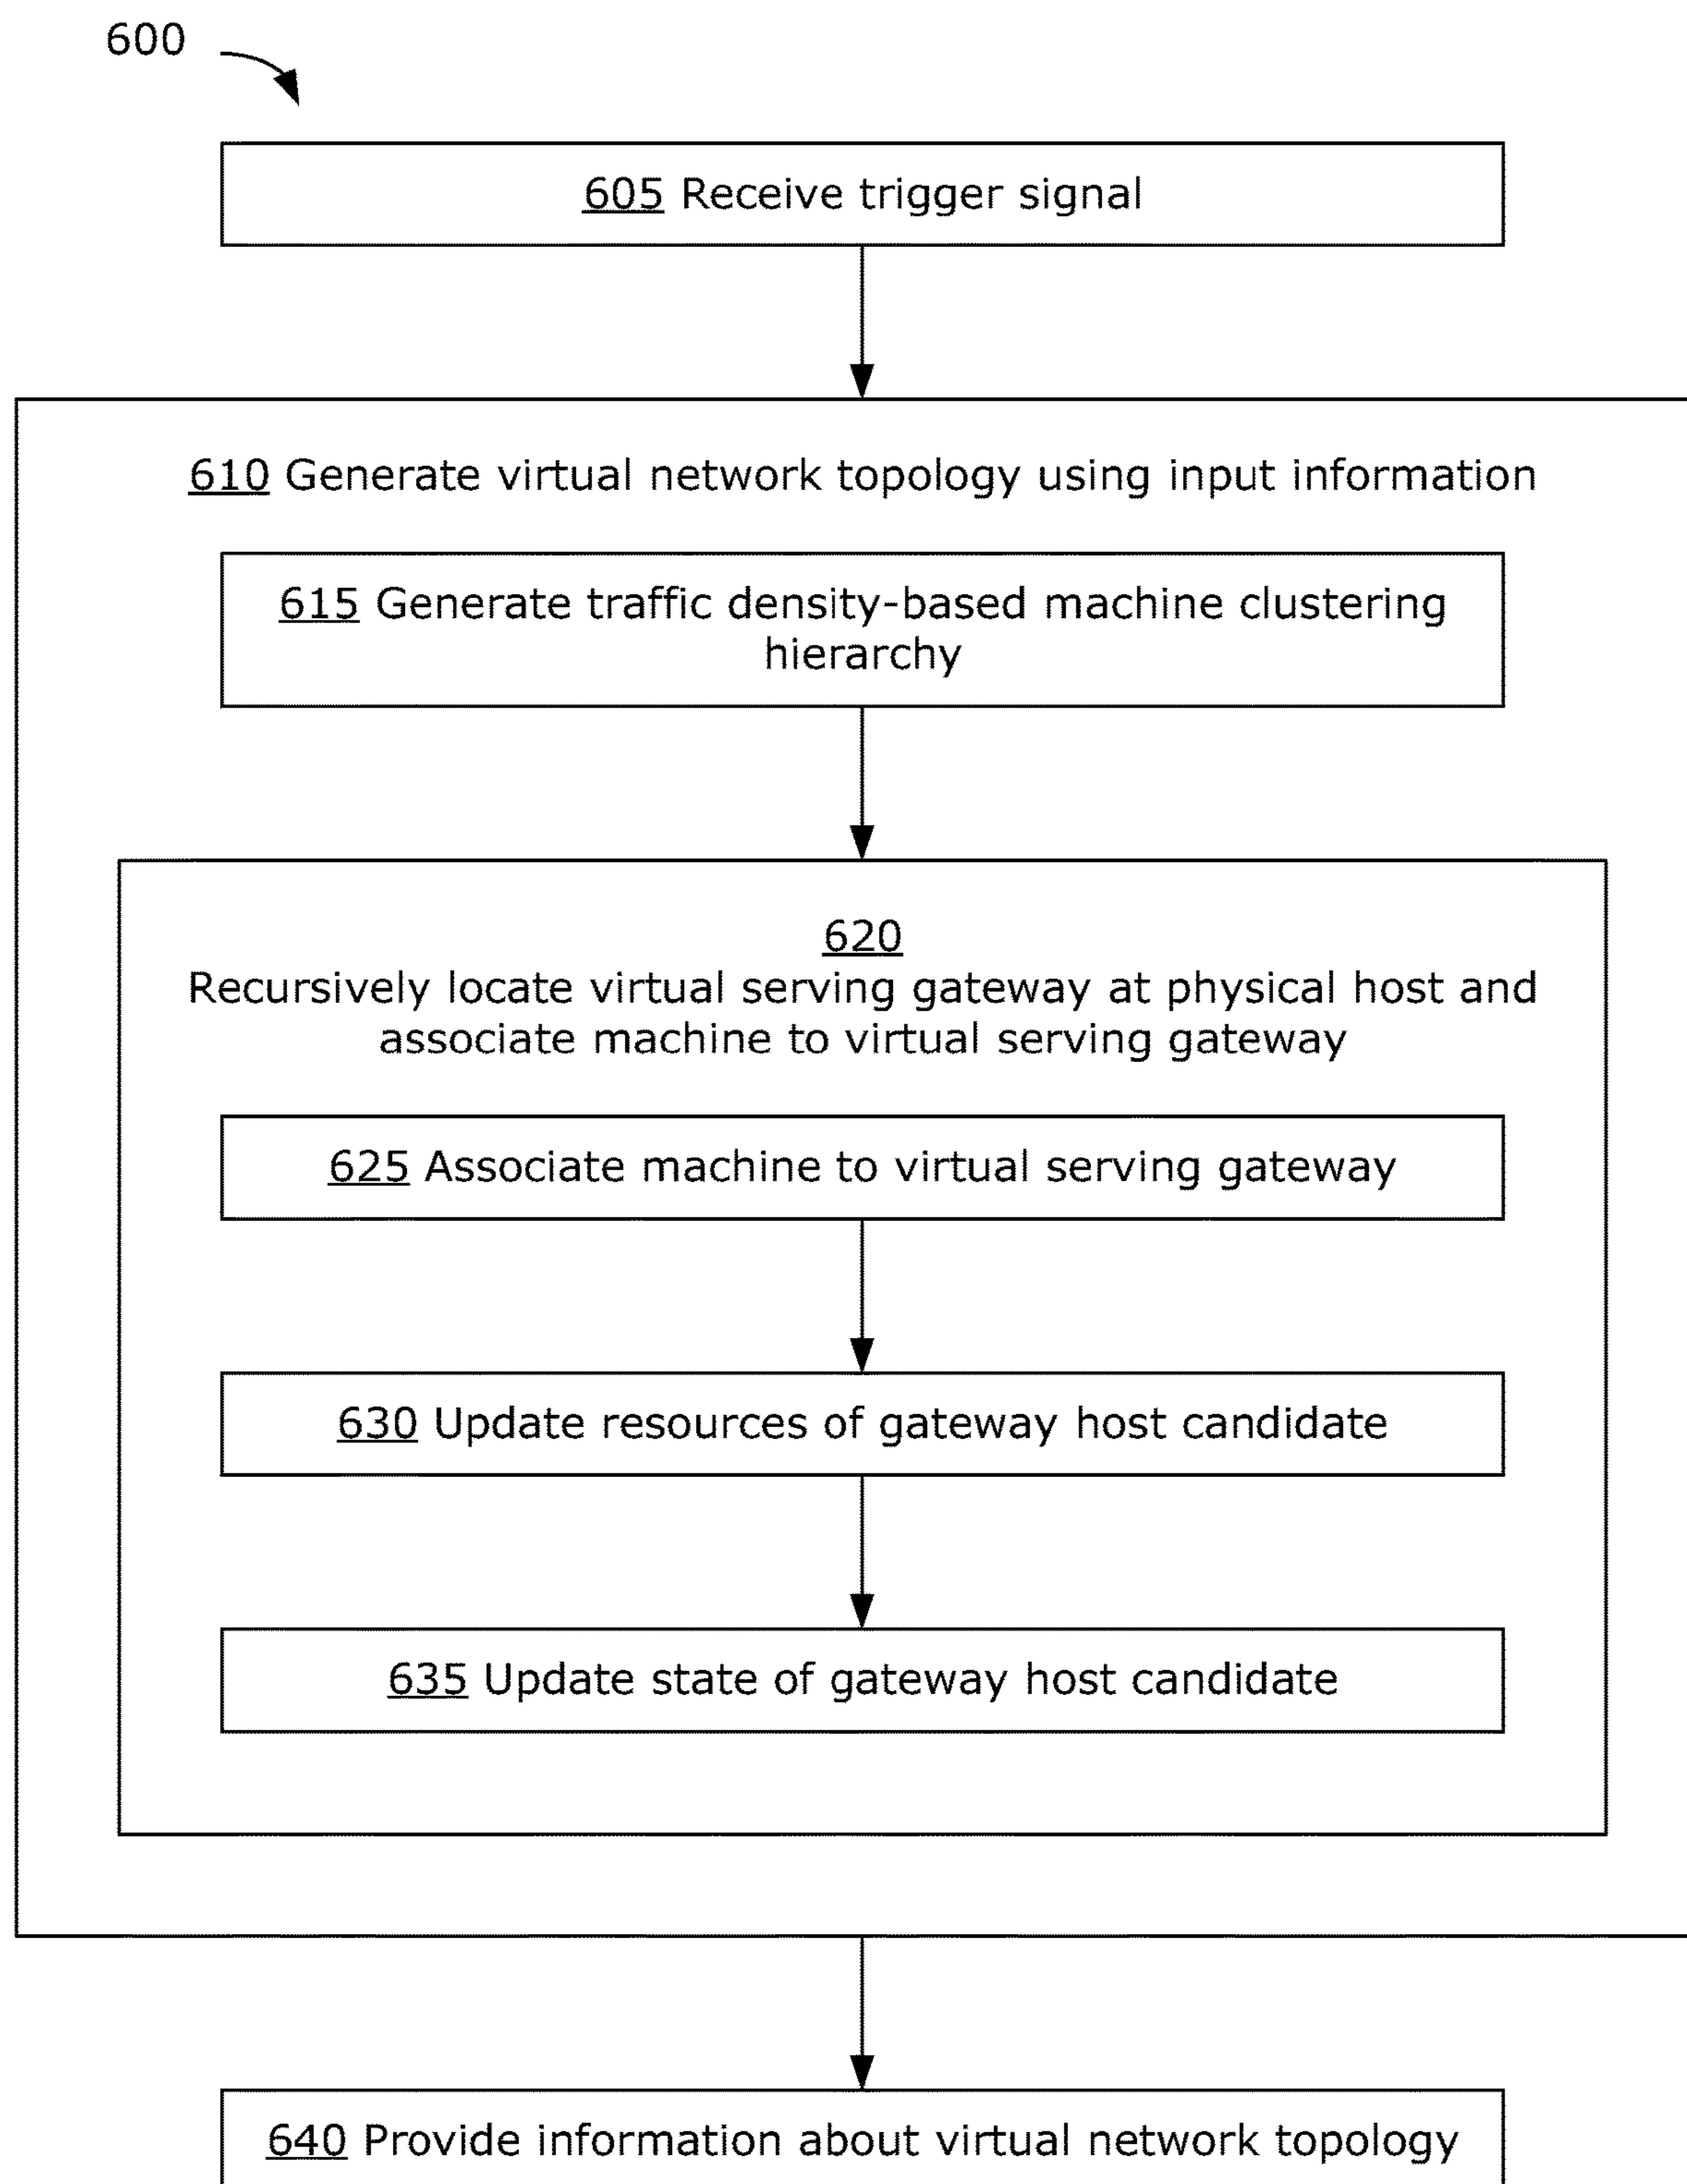 600
605 Receive trigger signal
610 Generate virtual network topology using input information
615 Generate traffic density-based machine clustering
hierarchy
620
Recursively locate virtual serving gateway at physical host and
associate machine to virtual serving gateway
625 Associate machine to virtual serving gateway
630 Update resources of gateway host candidate
635 Update state of gateway host candidate
640 Provide information about virtual network topology